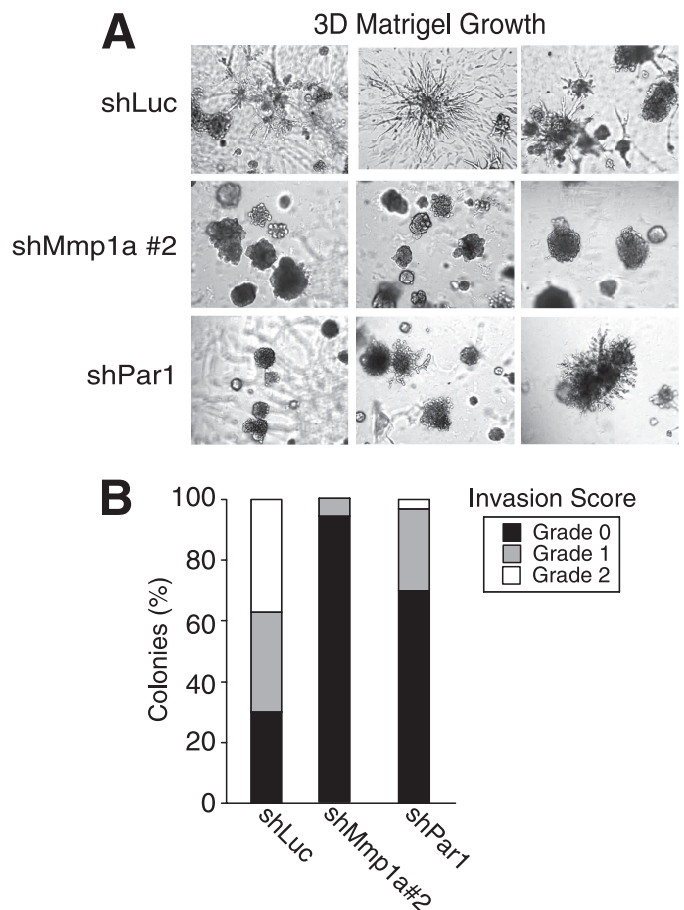 A
3D Matrigel Growth
shLuc
shMmp1a #2
shPar1
B
Invasion Score
Grade 0
Grade 1
Grade 2
Colonies (%)
100
80
60
40
20
0
shLuc
shMmp1a#2
shPar1